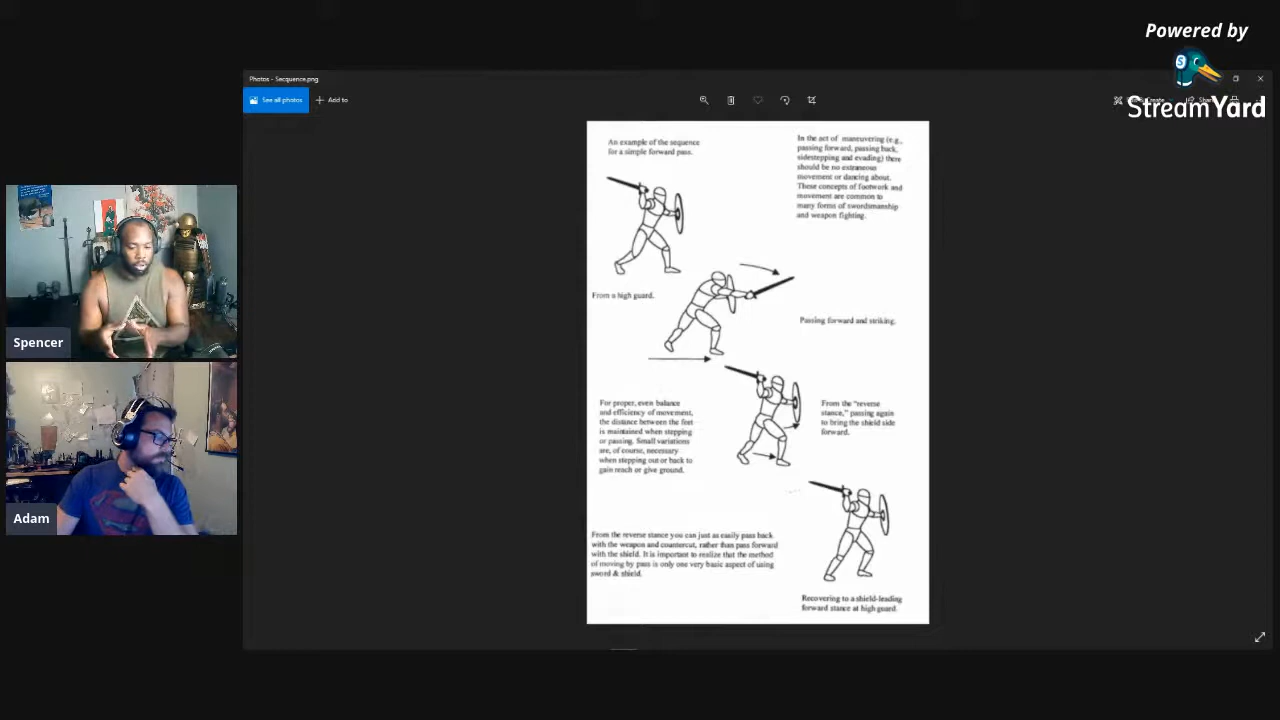 Powered by
StreamYard
Photos - Secquence.png
See all photos
Add to
Spencer
Adam
An example of the sequence
for a simple forward pass.
In the act of maneuvering (e.g.,
passing forward, passing back,
sidestepping and evading) there
should be no extraneous
movement or dancing about.
These concepts of footwork and
movement are common to
many forms of swordsmanship
and weapon fighting.
From a high guard.
Passing forward and striking.
For proper, even balance
and efficiency of movement,
the distance between the feet
is maintained when stepping
or passing. Small variations
are, of course, necessary
when stepping out or back to
gain reach or give ground.
From the "reverse
stance," passing again
to bring the shield side
forward.
From the reverse stance you can just as easily pass back
with the weapon and countercut, rather than pass forward
with the shield. It is important to realize that the method
of moving by pass is only one very basic aspect of using
sword & shield.
Recovering to a shield-leading
forward stance at high guard.